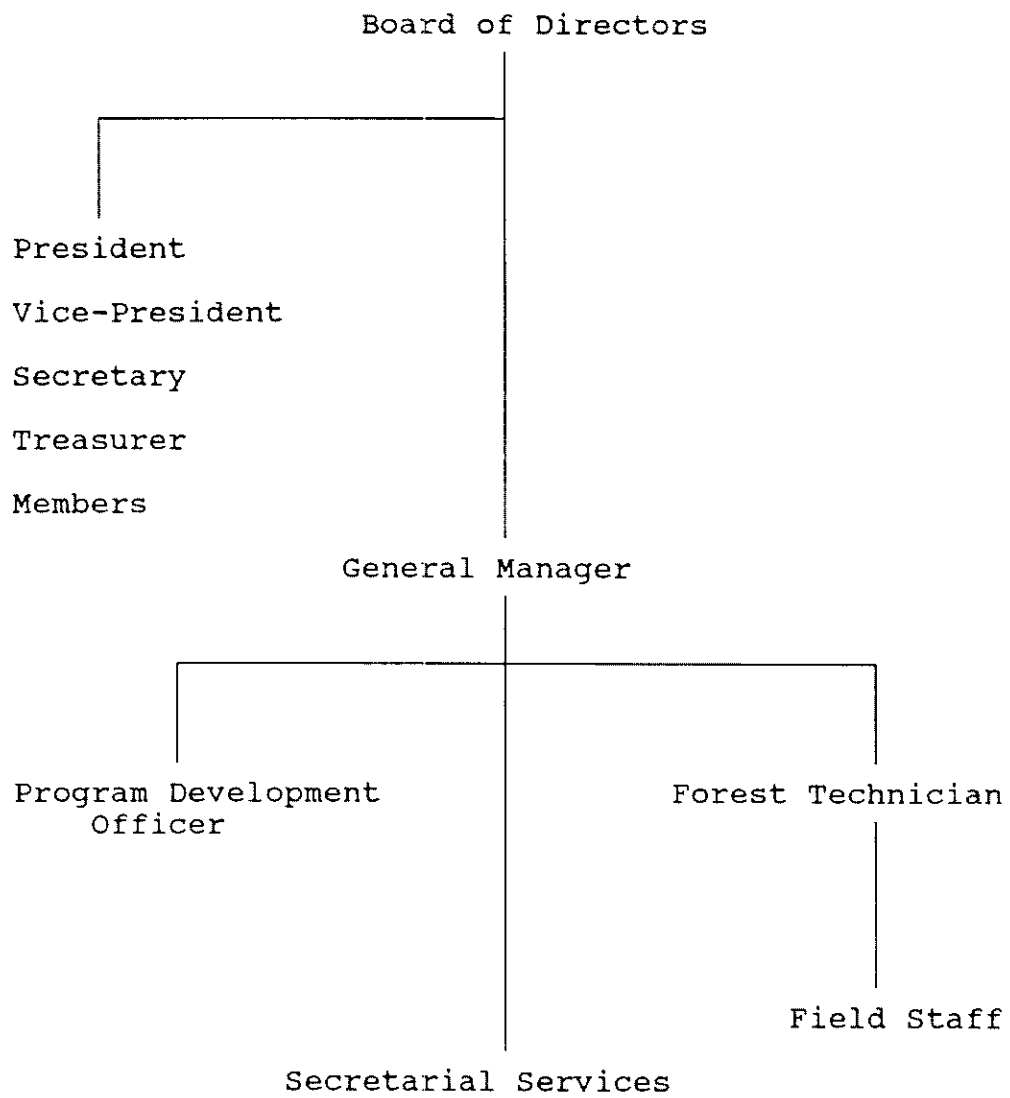 Board of Directors
President
Vice-President
Secretary
Treasurer
Members
General Manager
Program Development
Officer
Forest Technician
Field Staff
Secretarial Services